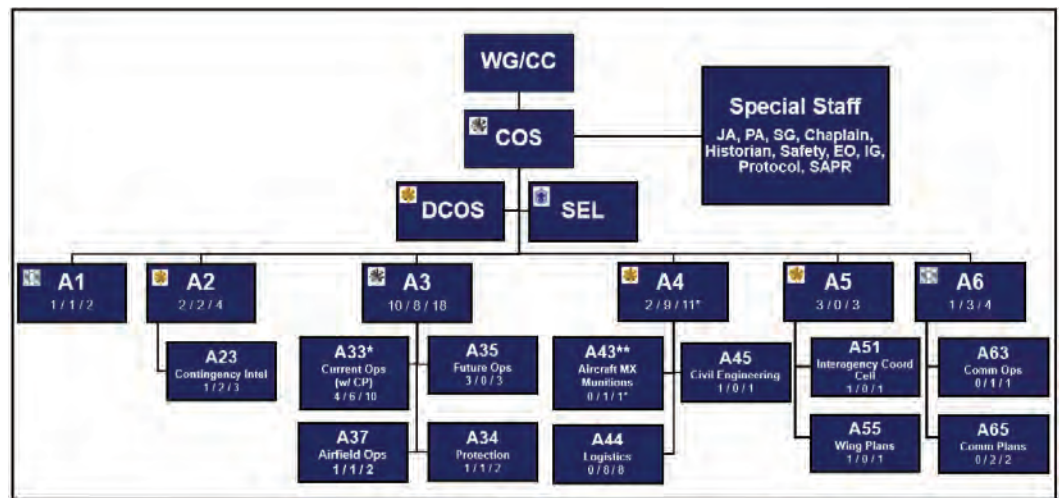 WG/CC
COS
Special Staff
JA, PA, SG, Chaplain,
Historian, Safety, EO, IG,
Protocol, SAPR
DCOS
SEL
A1
1 / 1 / 2
A2
2 / 2 / 4
A3
10 / 8 / 18
A4
2 / 9 / 11*
A5
3 / 0 / 3
A6
1 / 3 / 4
A23
Contingency Intel
1 / 2 / 3
A33*
Current Ops
(w/ CP)
4 / 6 / 10
A35
Future Ops
3 / 0 / 3
A43**
Aircraft MX
Munitions
0 / 1 / 1*
A45
Civil Engineering
1 / 0 / 1
A51
Interogency Coord
Cell
1 / 0 / 1
A63
Comm Ops
0 / 1 / 1
A37
Airfield Ops
1 / 1 / 2
A34
Protection
1 / 1 / 2
A44
Logistics
0 / 8 / 8
A55
Wing Plans
1 / 0 / 1
A65
Comm Plans
0 / 2 / 2